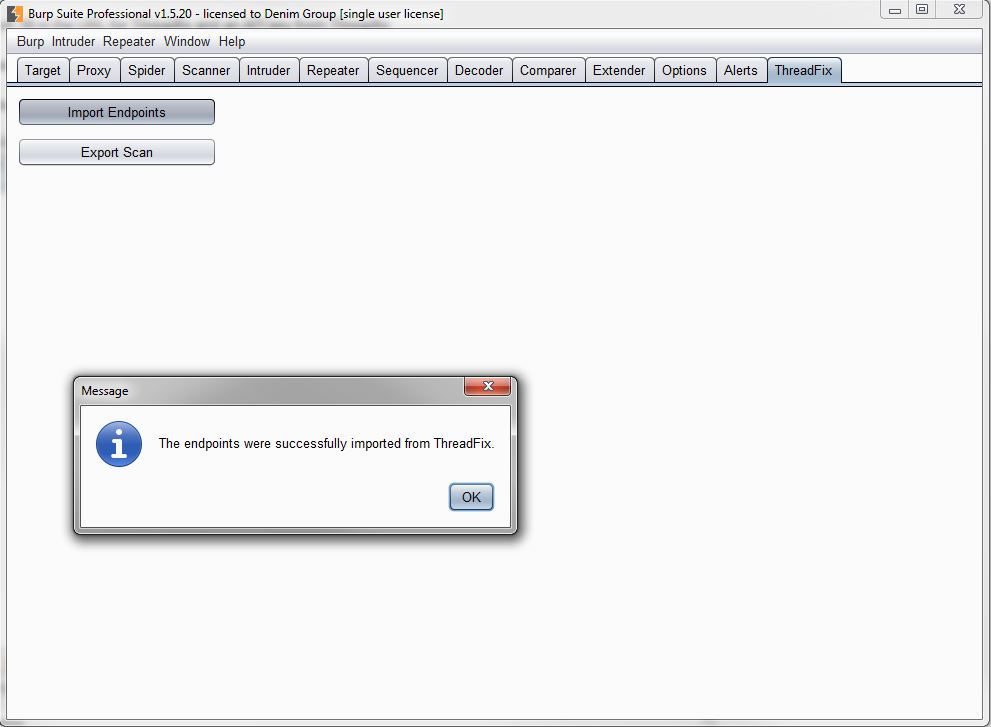 Burp Suite Professional v1.5.20 - licensed to Denim Group [single user license]
Burp Intruder Repeater Window Help
Target Proxy Spider Scanner Intruder Repeater Sequencer Decoder Comparer Extender Options Alerts ThreadFix
Import Endpoints
Export Scan
Message
The endpoints were successfully imported from ThreadFix.
OK